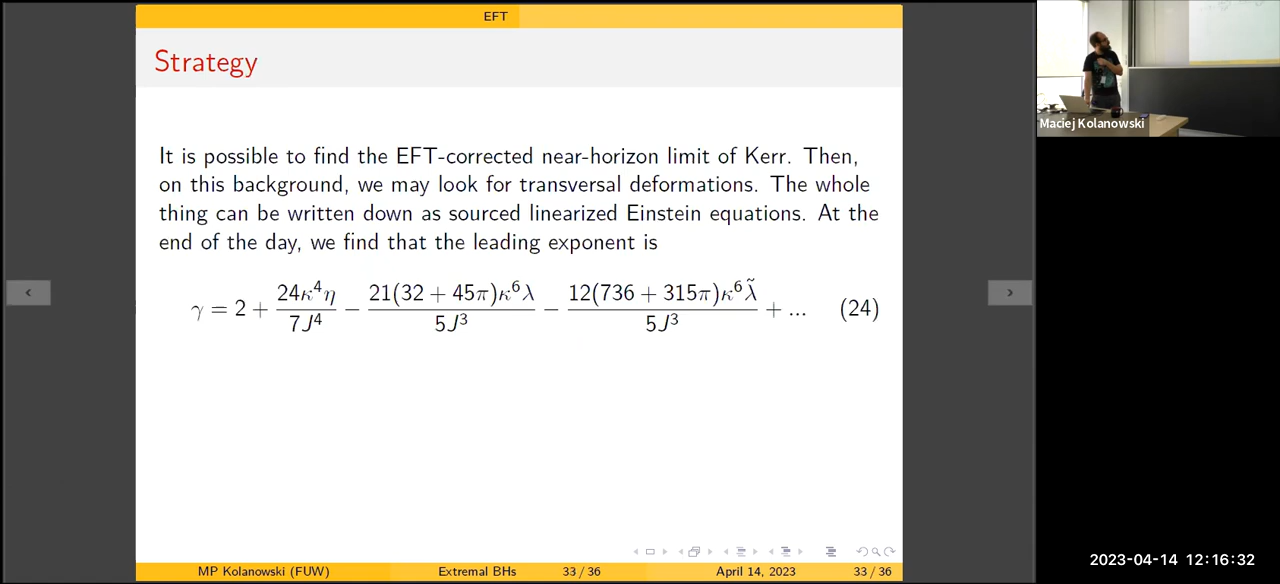 EFT
Strategy
It is possible to find the EFT-corrected near-horizon limit of Kerr. Then,
on this background, we may look for transversal deformations. The whole
thing can be written down as sourced linearized Einstein equations. At the
end of the day, we find that the leading exponent is
γ = 2 + 24κ⁴η / 7J⁴ − 21(32 + 45π)κ⁶λ / 5J³ − 12(736 + 315π)κ⁶λ̃ / 5J³ + ... (24)
MP Kolanowski (FUW) Extremal BHs 33 / 36 April 14, 2023 33 / 36
Maciej Kolanowski
2023-04-14 12:16:32